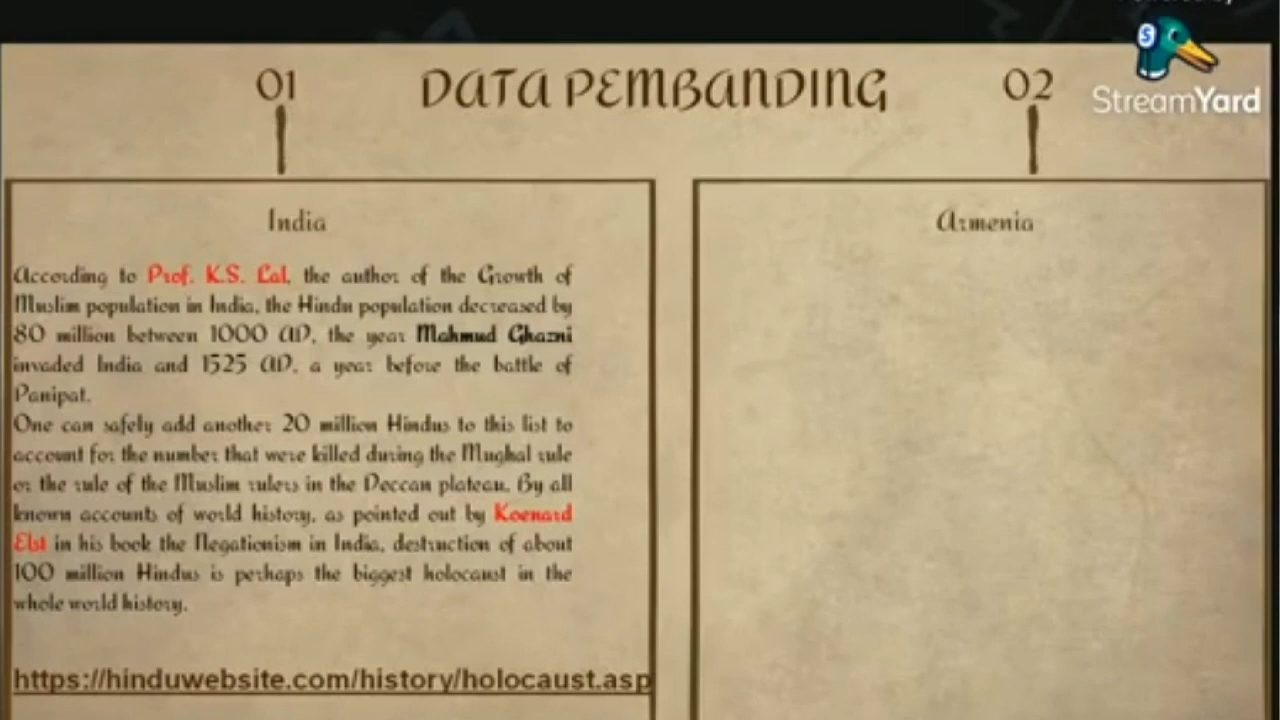 01
DATA PEMBANDING
02
StreamYard
India
According to Prof. K.S. Lal, the author of the Growth of
Muslim population in India, the Hindu population decreased by
80 million between 1000 AD, the year Mahmud Ghazni
invaded India and 1525 AD, a year before the battle of
Panipat.
One can safely add another 20 million Hindus to this list to
account for the number that were killed during the Mughal rule
or the rule of the Muslim rulers in the Deccan plateau. By all
known accounts of world history, as pointed out by Koenard
Elst in his book the Negationism in India, destruction of about
100 million Hindus is perhaps the biggest holocaust in the
whole world history.
https://hinduwebsite.com/history/holocaust.asp
Armenia